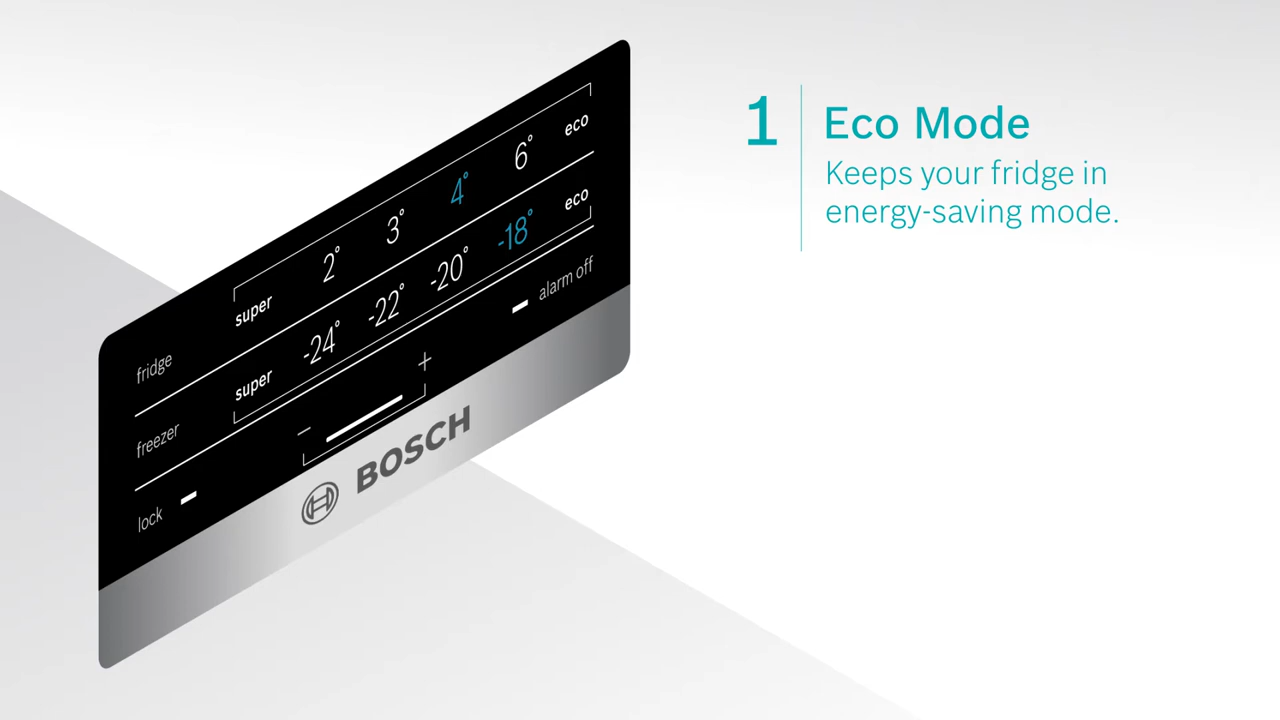 fridge super 2° 3° 4° 6° eco
freezer super -24° -22° -20° -18° eco
lock - + alarm off
BOSCH
1
Eco Mode
Keeps your fridge in
energy-saving mode.